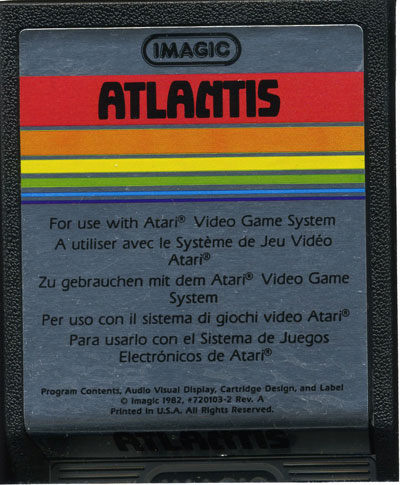 IMAGIC
ATLANTIS
For use with Atari® Video Game System
A utiliser avec le Système de Jeu Vidéo
Atari®
Zu gebrauchen mit dem Atari® Video Game
System
Per uso con il sistema di giochi video Atari®
Para usarlo con el Sistema de Juegos
Electrónicos de Atari®
Program Contents, Audio Visual Display, Cartridge Design, and Label
© Imagic 1982, #720103-2 Rev. A
Printed in U.S.A. All Rights Reserved.
ATLANTIS
IMAGIC